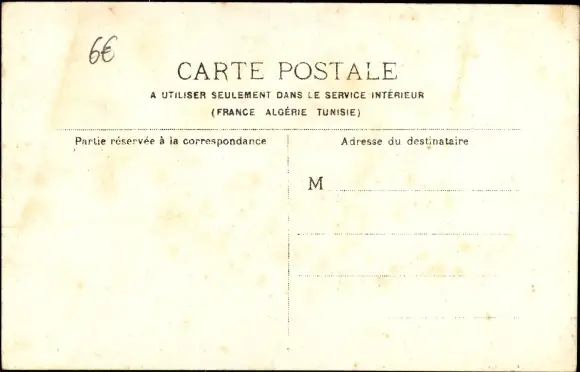 6€
CARTE POSTALE
A UTILISER SEULEMENT DANS LE SERVICE INTÉRIEUR
(FRANCE ALGÉRIE TUNISIE)
Partie réservée à la correspondance
Adresse du destinataire
M